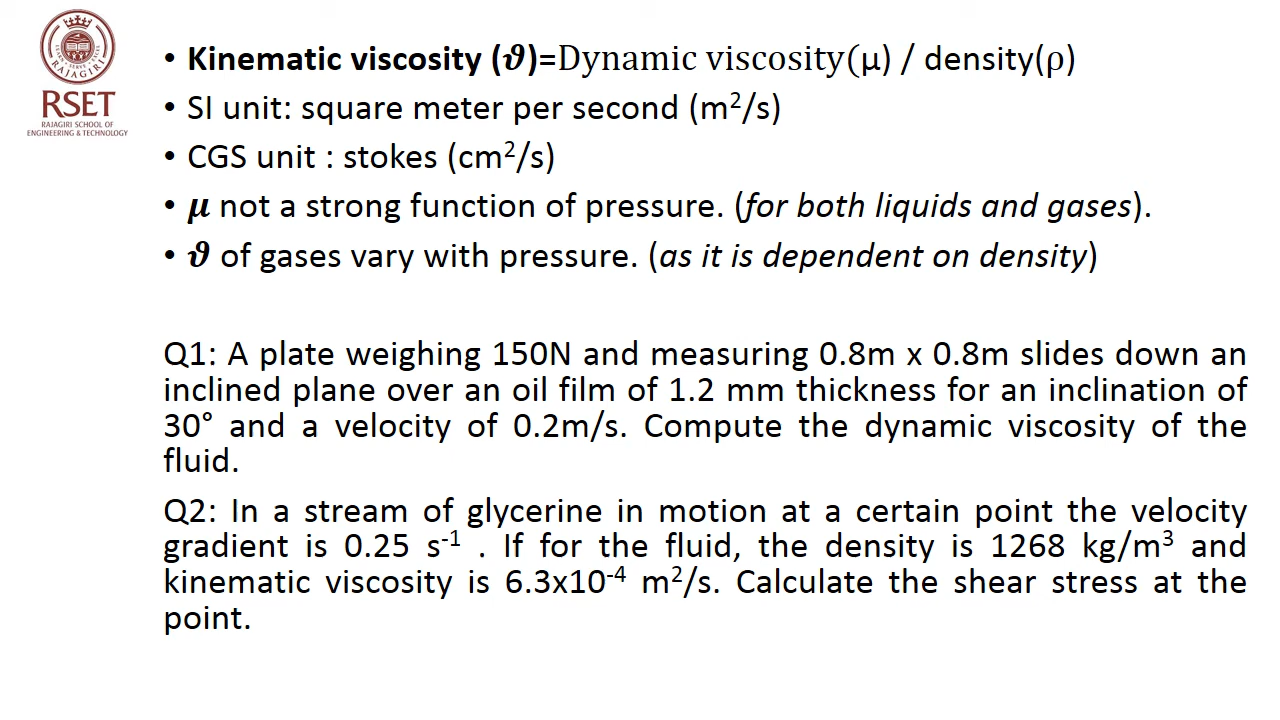 RSET
RAJAGIRI SCHOOL OF
ENGINEERING & TECHNOLOGY
• Kinematic viscosity (ϑ)=Dynamic viscosity(μ) / density(ρ)
• SI unit: square meter per second (m²/s)
• CGS unit : stokes (cm²/s)
• μ not a strong function of pressure. (for both liquids and gases).
• ϑ of gases vary with pressure. (as it is dependent on density)
Q1: A plate weighing 150N and measuring 0.8m x 0.8m slides down an
inclined plane over an oil film of 1.2 mm thickness for an inclination of
30° and a velocity of 0.2m/s. Compute the dynamic viscosity of the
fluid.
Q2: In a stream of glycerine in motion at a certain point the velocity
gradient is 0.25 s⁻¹ . If for the fluid, the density is 1268 kg/m³ and
kinematic viscosity is 6.3x10⁻⁴ m²/s. Calculate the shear stress at the
point.